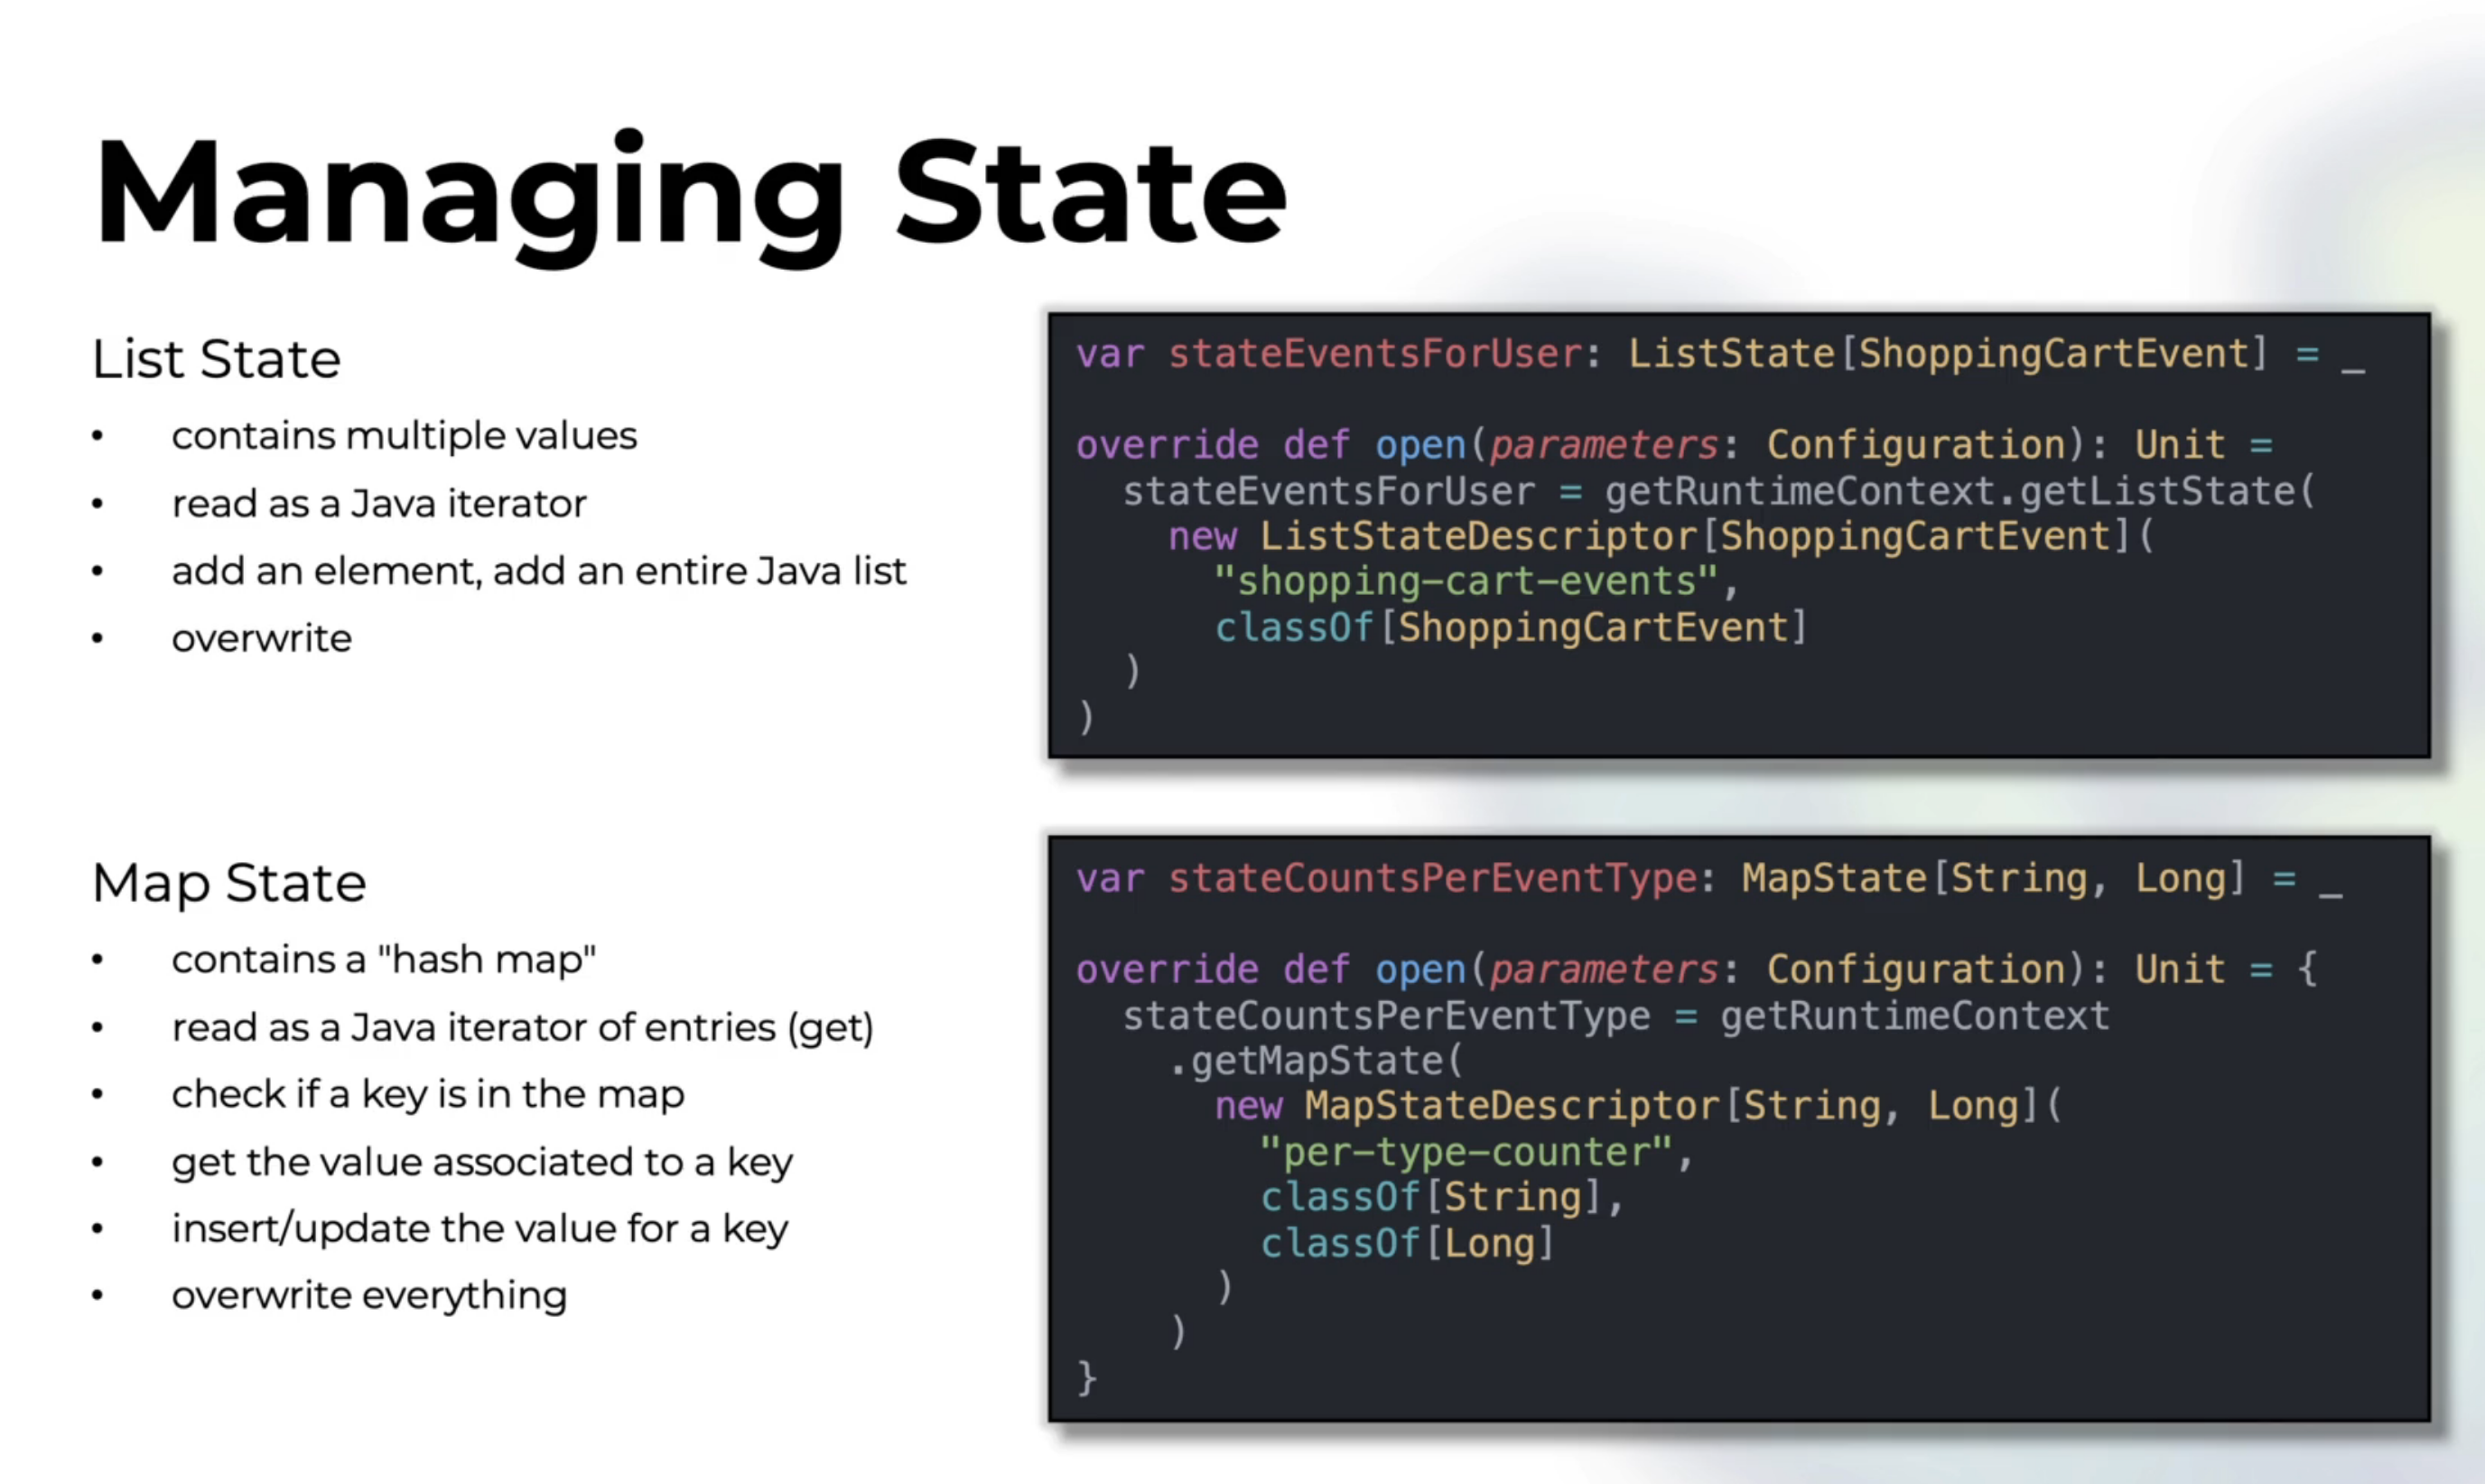 Managing State
List State
• contains multiple values
• read as a Java iterator
• add an element, add an entire Java list
• overwrite
var stateEventsForUser: ListState[ShoppingCartEvent] = _
override def open(parameters: Configuration): Unit =
  stateEventsForUser = getRuntimeContext.getListState(
    new ListStateDescriptor[ShoppingCartEvent](
      "shopping-cart-events",
      classOf[ShoppingCartEvent]
  )
)
Map State
• contains a "hash map"
• read as a Java iterator of entries (get)
• check if a key is in the map
• get the value associated to a key
• insert/update the value for a key
• overwrite everything
var stateCountsPerEventType: MapState[String, Long] = _
override def open(parameters: Configuration): Unit = {
  stateCountsPerEventType = getRuntimeContext
    .getMapState(
      new MapStateDescriptor[String, Long](
        "per-type-counter",
        classOf[String],
        classOf[Long]
      )
    )
}